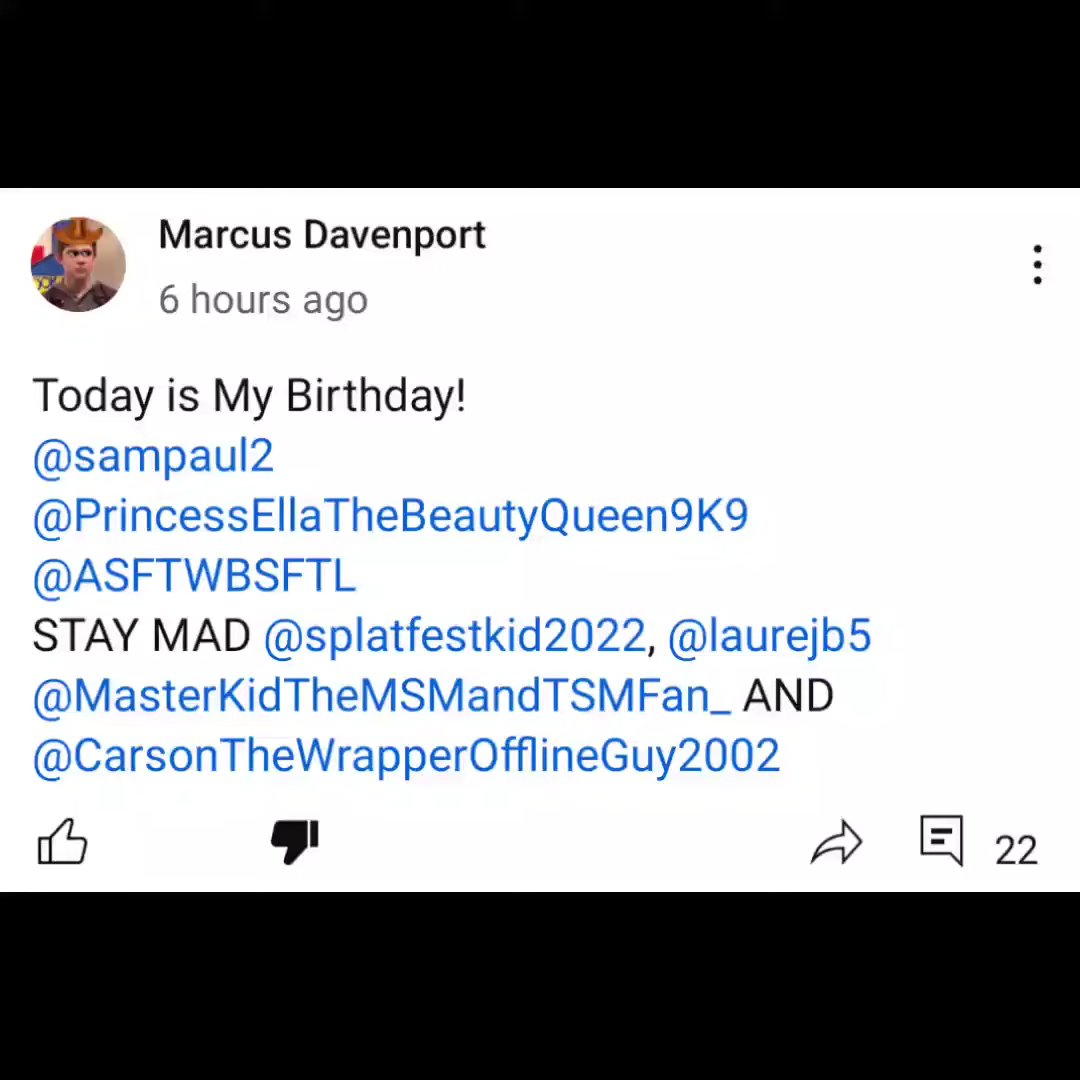 Marcus Davenport
6 hours ago
Today is My Birthday!
@sampaul2
@PrincessEllaTheBeautyQueen9K9
@ASFTWBSFTL
STAY MAD @splatfestkid2022, @laurejb5
@MasterKidTheMSMandTSMFan_ AND
@CarsonTheWrapperOfflineGuy2002
22